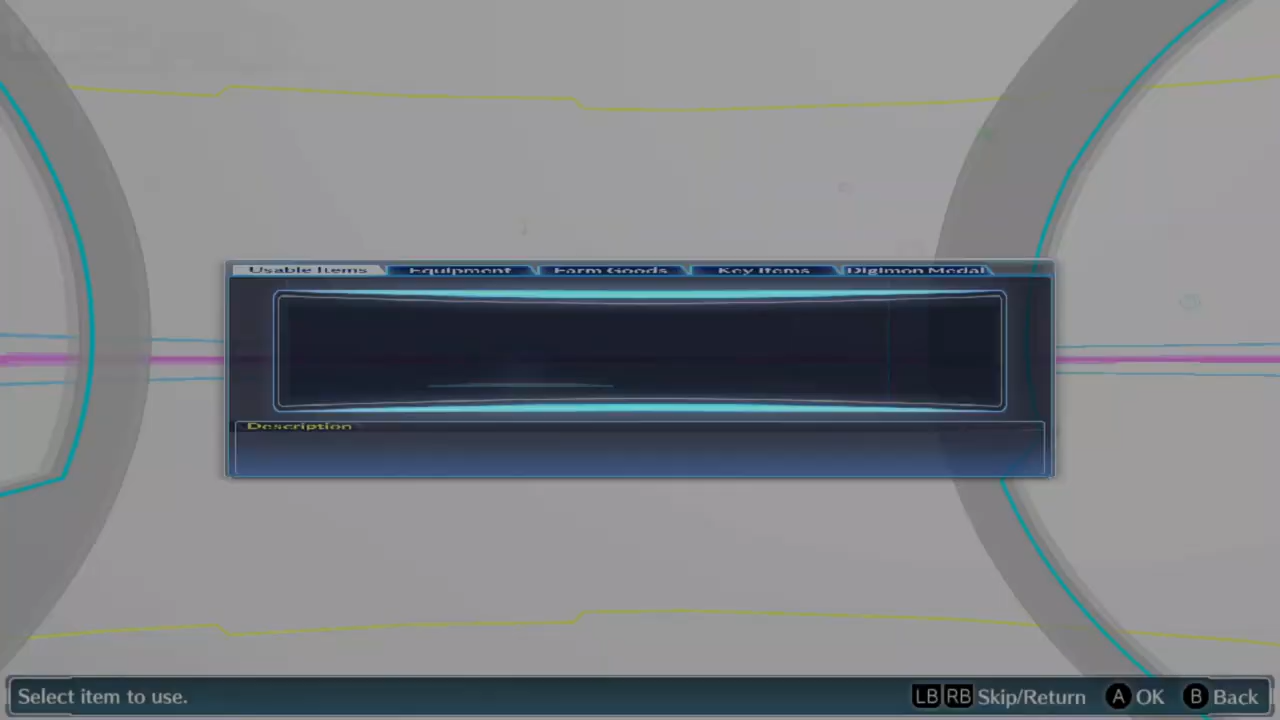 Usable Items Equipment Farm Goods Key Items Digimon Medal
Description
Select item to use. LB RB Skip/Return A OK B Back